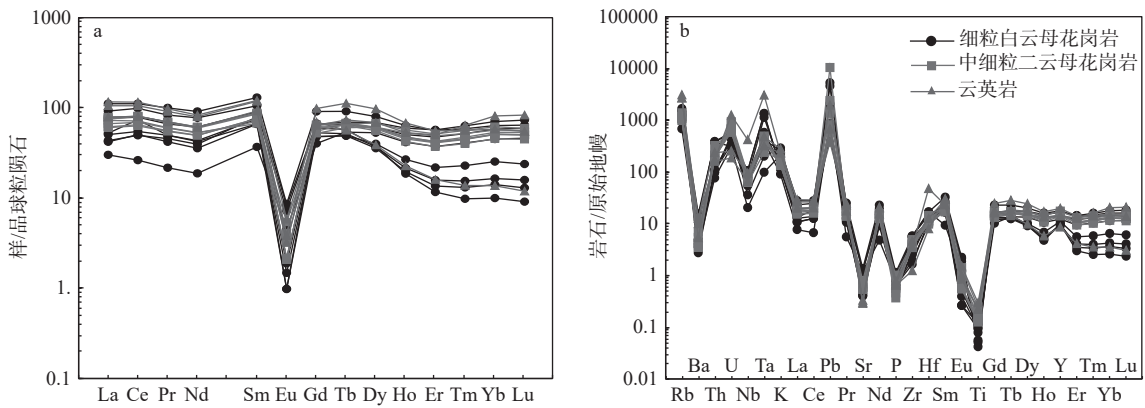 a
样/品球粒陨石
1000
100
10
1.
0.1
La Ce Pr Nd Sm Eu Gd Tb Dy Ho Er Tm Yb Lu
b
岩石/原始地幔
100000
10000
1000
100
10
1
0.1
0.01
细粒白云母花岗岩
中细粒二云母花岗岩
云英岩
Ba U Ta La Pb Sr P Hf Eu Gd Dy Y Tm Lu
Rb Th Nb K Ce Pr Nd Zr Sm Ti Tb Ho Er Yb